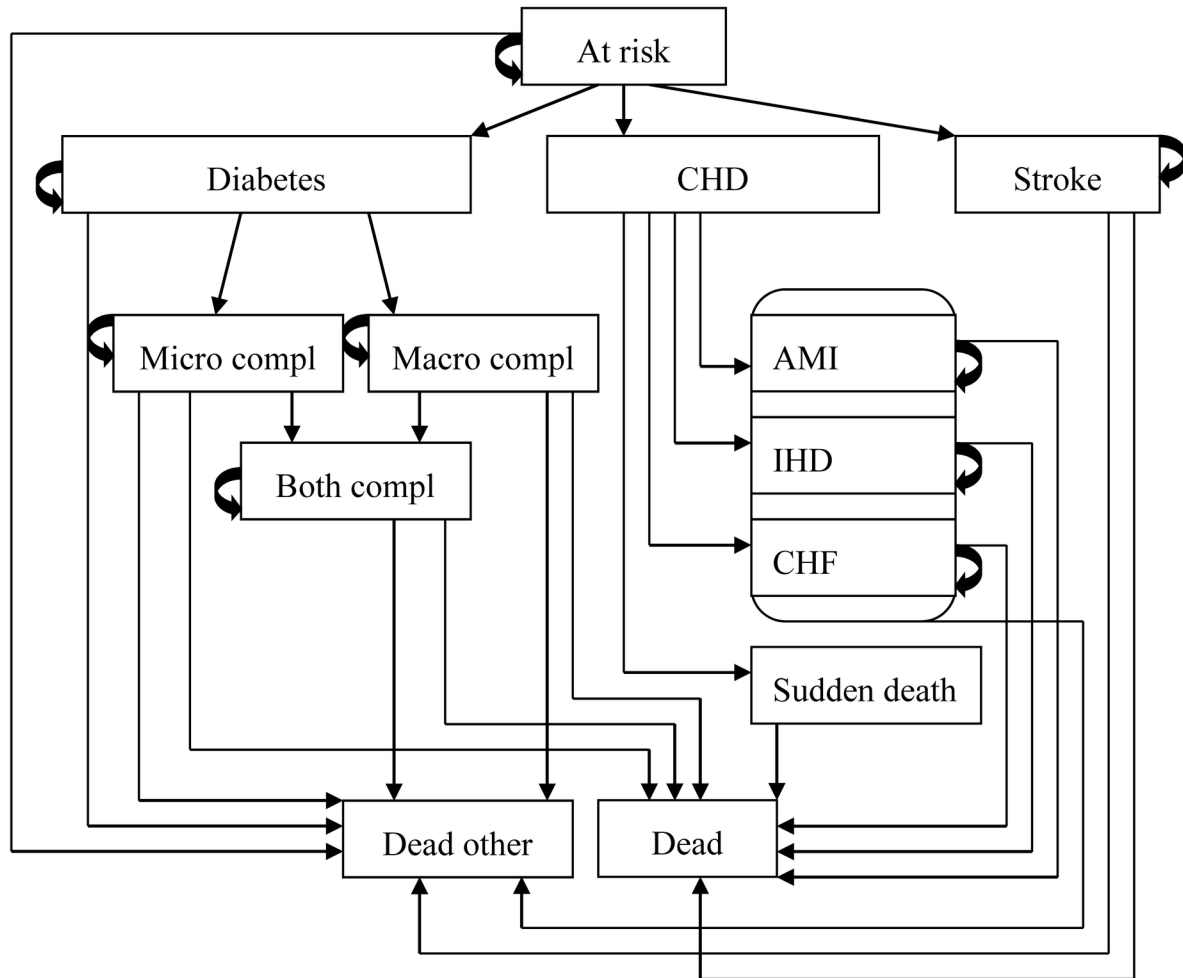 At risk
Diabetes
CHD
Stroke
Micro compl
Macro compl
AMI
Both compl
IHD
CHF
Sudden death
Dead other
Dead